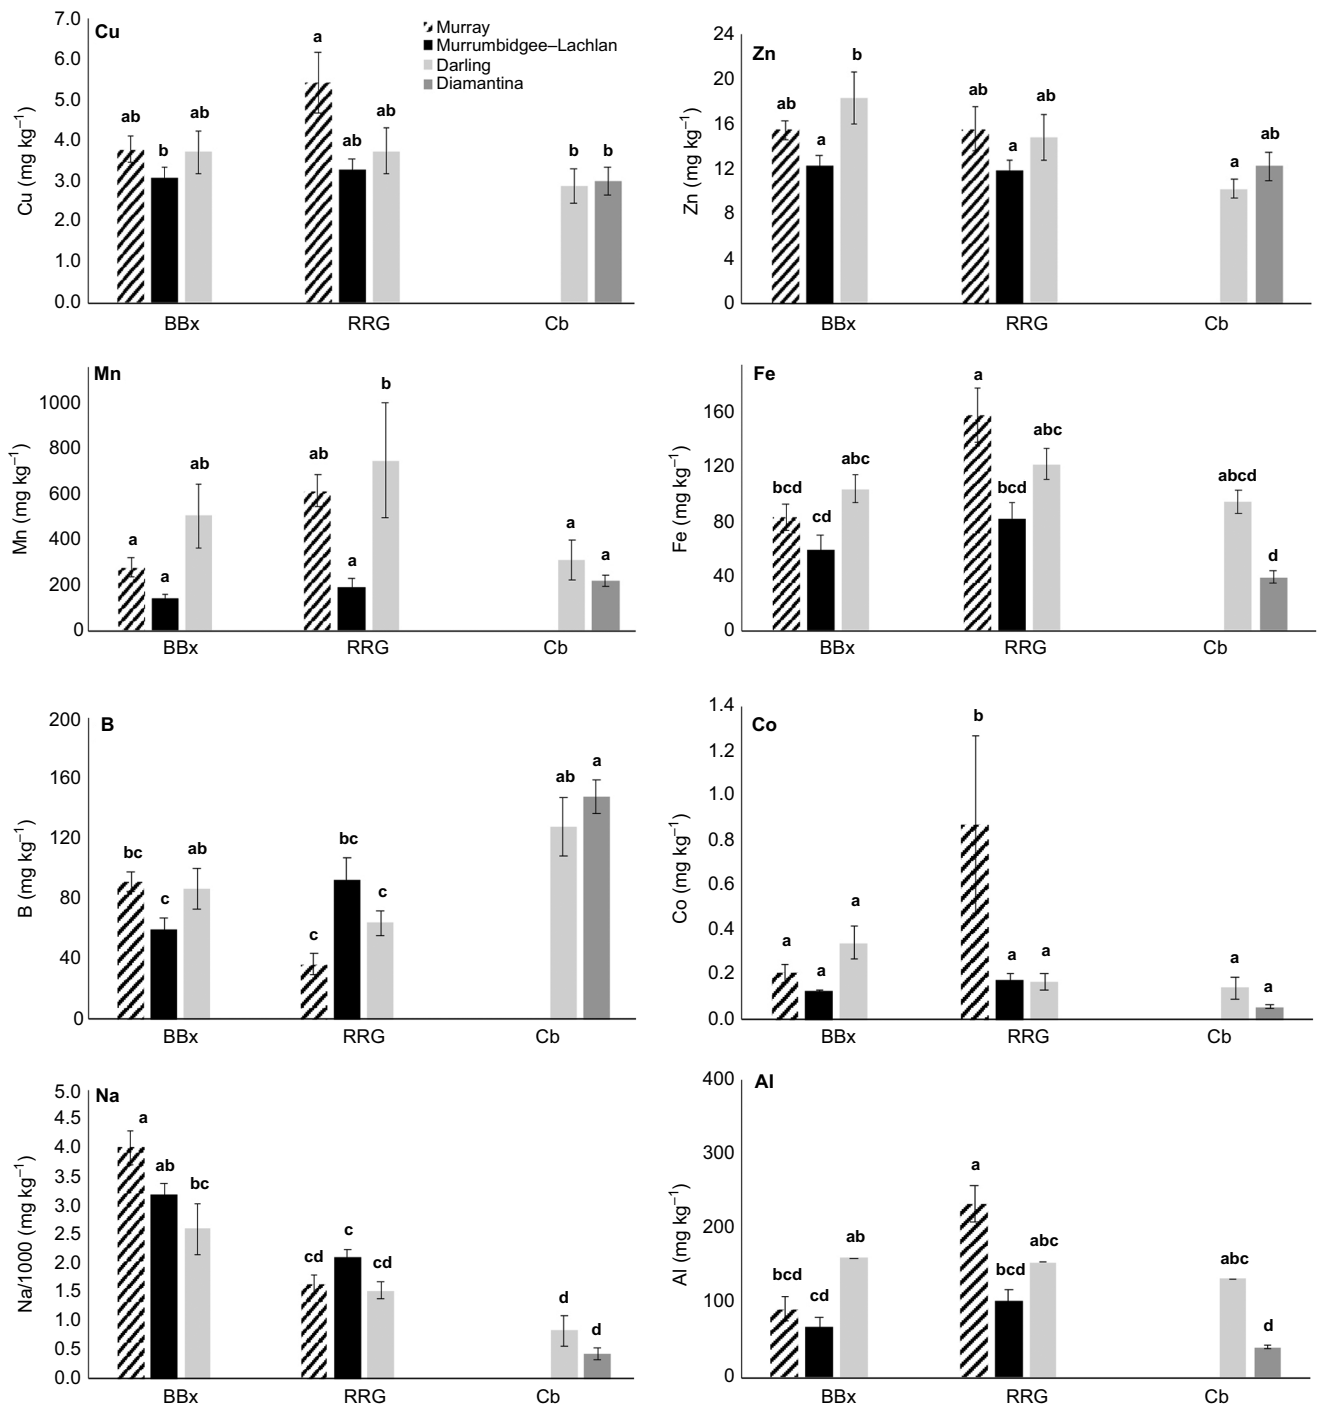 Cu
Murray
Murrumbidgee–Lachlan
Darling
Diamantina
Cu (mg kg⁻¹)
7.0
6.0
5.0
4.0
3.0
2.0
1.0
0.0
ab b ab
a ab ab
b b
BBx RRG Cb
Zn
Zn (mg kg⁻¹)
24
20
16
12
8
4
0
ab a b
ab a ab
a ab
BBx RRG Cb
Mn
Mn (mg kg⁻¹)
1000
800
600
400
200
0
a a ab
ab a b
a a
BBx RRG Cb
Fe
Fe (mg kg⁻¹)
160
120
80
40
0
bcd cd abc
a bcd abc
abcd d
BBx RRG Cb
B
B (mg kg⁻¹)
200
160
120
80
40
0
bc c ab
c bc c
ab a
BBx RRG Cb
Co
Co (mg kg⁻¹)
1.4
1.2
1.0
0.8
0.6
0.4
0.2
0.0
a a a
b a a
a a
BBx RRG Cb
Na
Na/1000 (mg kg⁻¹)
5.0
4.5
4.0
3.5
3.0
2.5
2.0
1.5
1.0
0.5
0.0
a ab bc
cd c cd
d d
BBx RRG Cb
Al
Al (mg kg⁻¹)
400
300
200
100
0
bcd cd ab
a bcd abc
abc d
BBx RRG Cb